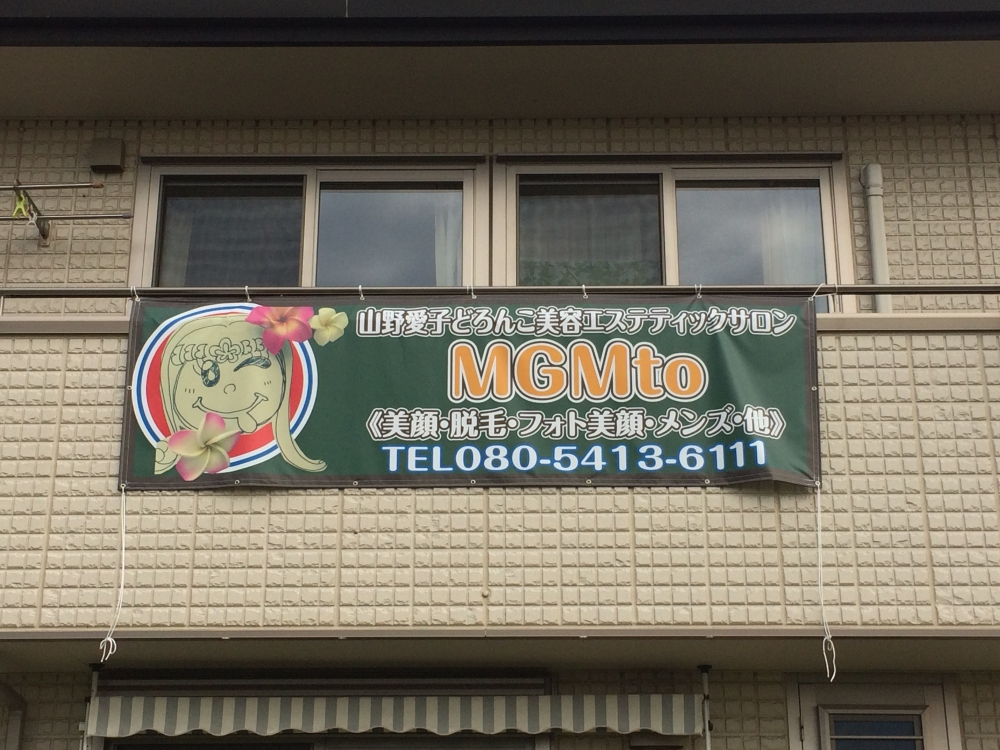 山野愛子どろんこ美容エステティックサロン
MGMto
《美顔・脱毛・フォト美顔・メンズ・他》
TEL080-5413-6111